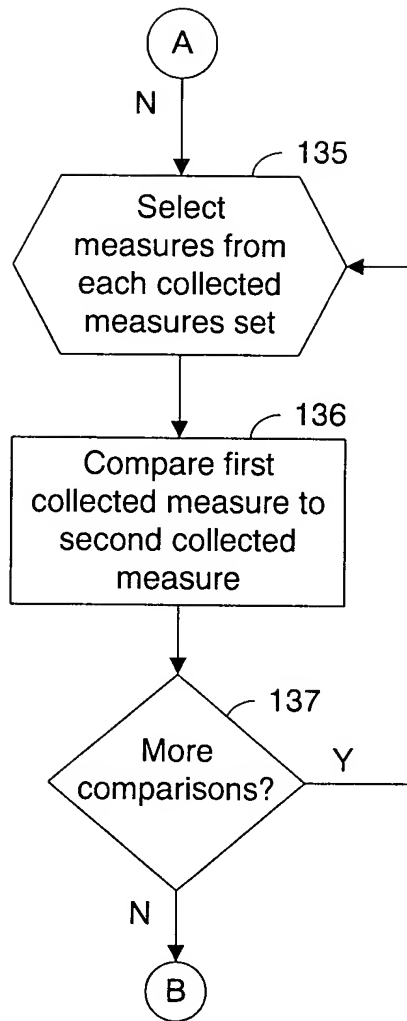 A
N
135
Select
measures from
each collected
measures set
136
Compare first
collected measure to
second collected
measure
137
More
comparisons?
Y
N
B